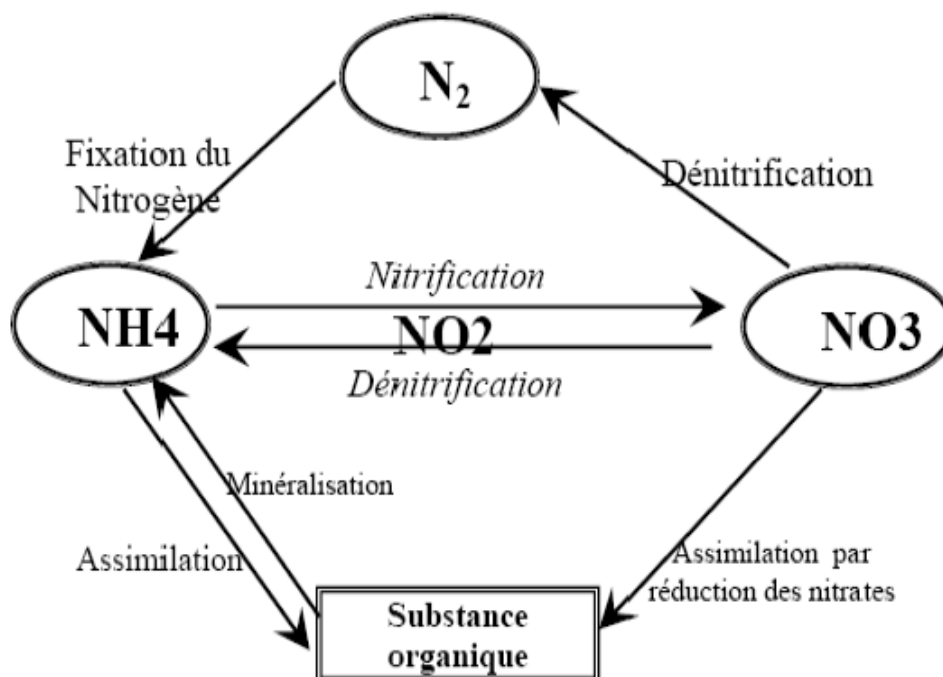 N₂
Fixation du
Nitrogène
Dénitrification
Nitrification
NH4
NO2
NO3
Dénitrification
Minéralisation
Assimilation
Assimilation par
réduction des nitrates
Substance
organique